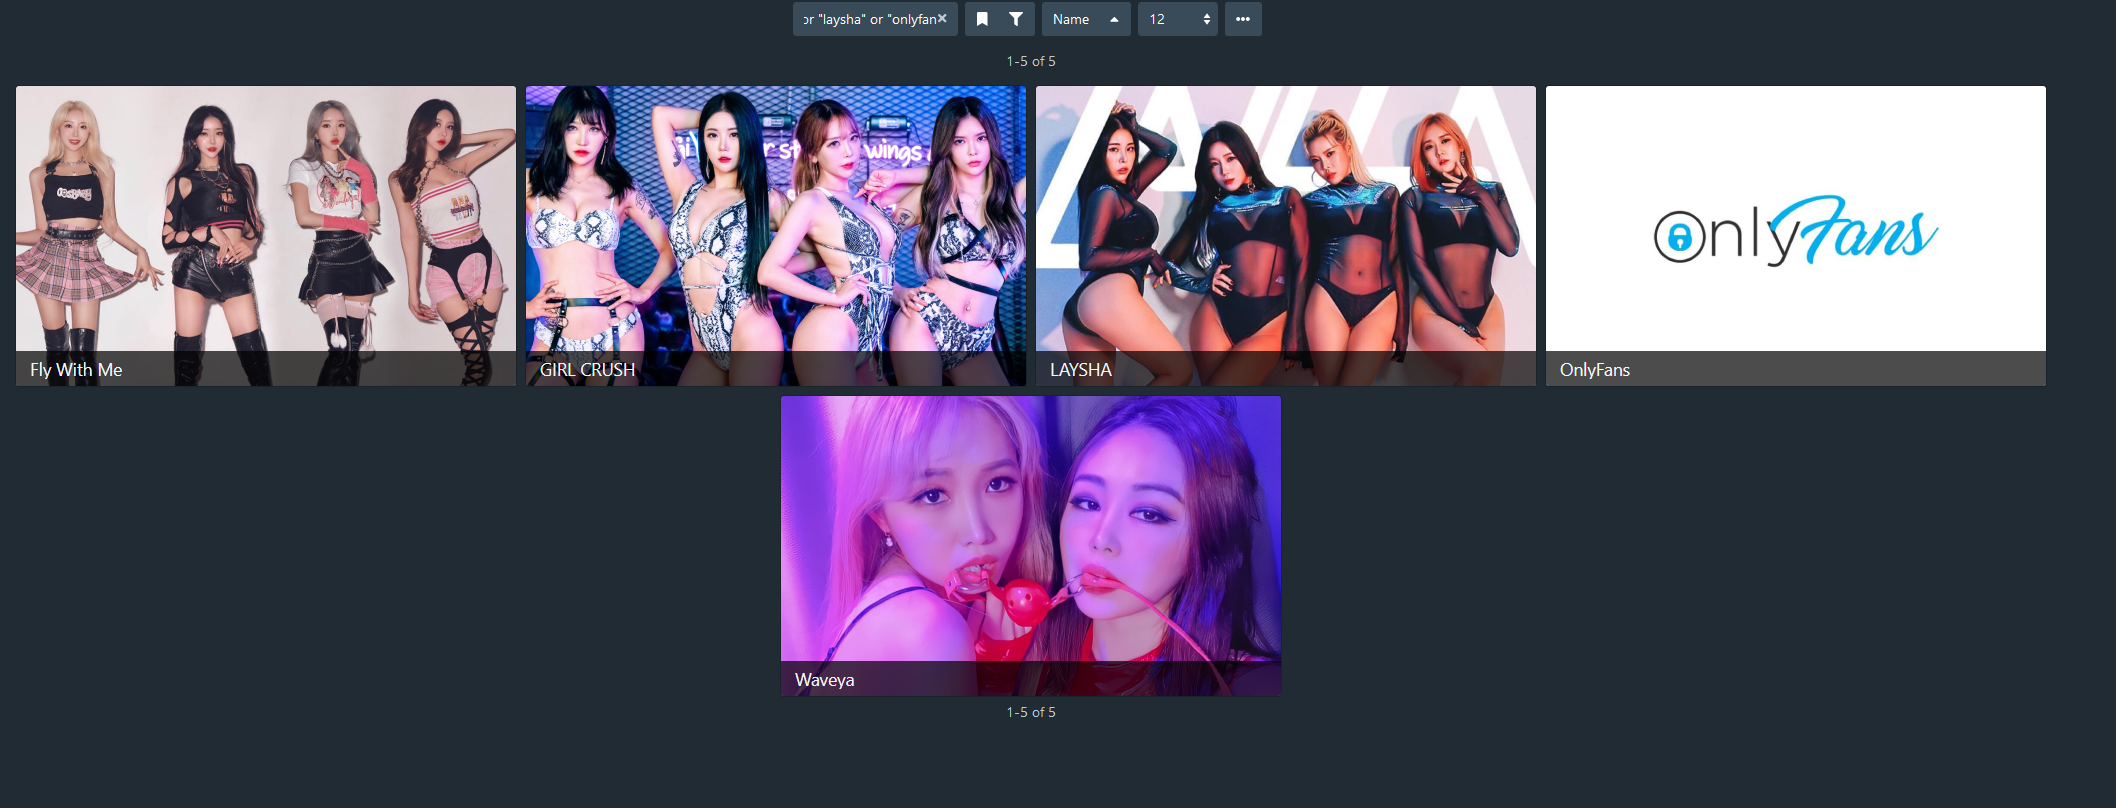 or "laysha" or "onlyfan
Name
12
1-5 of 5
wings
Fly With Me
GIRL CRUSH
LAYSHA
OnlyFans
OnlyFans
Waveya
1-5 of 5